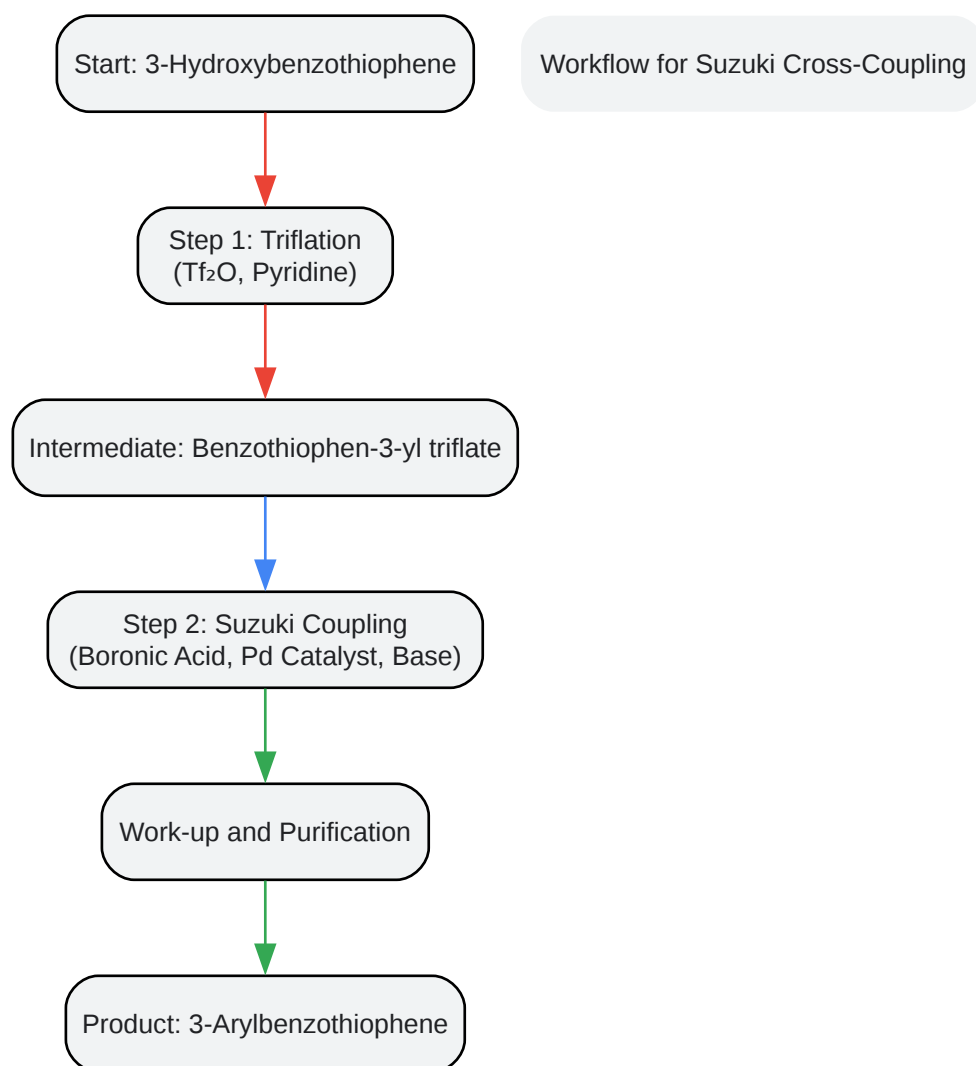 Start: 3-Hydroxybenzothiophene
Workflow for Suzuki Cross-Coupling
Step 1: Triflation
(Tf₂O, Pyridine)
Intermediate: Benzothiophen-3-yl triflate
Step 2: Suzuki Coupling
(Boronic Acid, Pd Catalyst, Base)
Work-up and Purification
Product: 3-Arylbenzothiophene